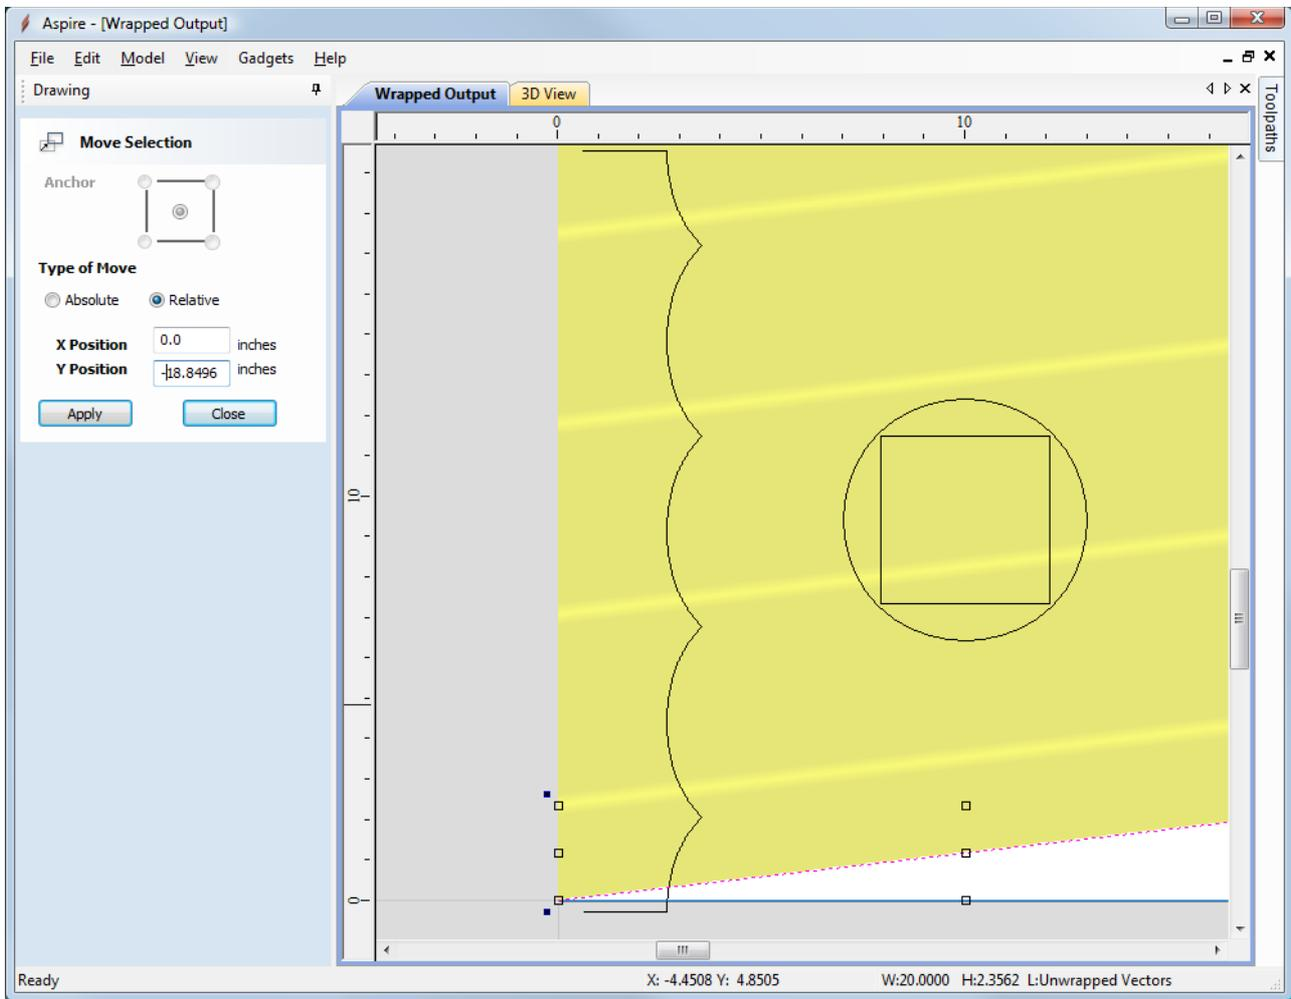 Aspire - [Wrapped Output]
File Edit Model View Gadgets Help
Drawing
Wrapped Output 3D View
Toolpaths
0 10
Move Selection
Anchor
Type of Move
Absolute Relative
X Position 0.0 inches
Y Position -18.8496 inches
Apply Close
10
0
Ready X: -4.4508 Y: 4.8505 W:20.0000 H:2.3562 L:Unwrapped Vectors